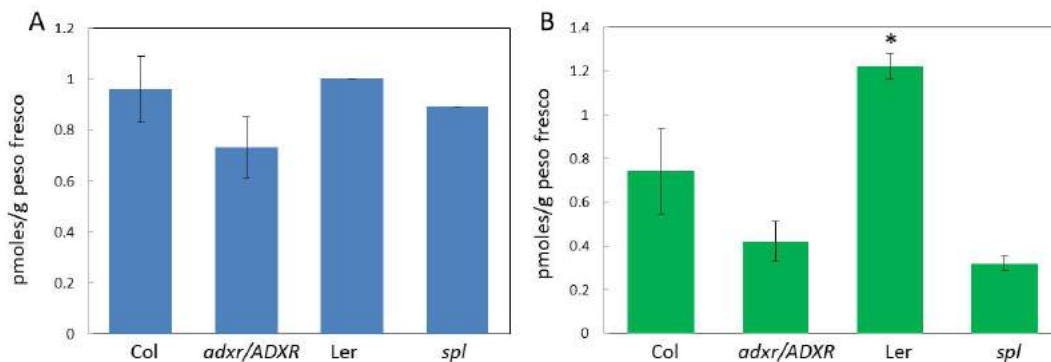 A
pmoles/g peso fresco
1.2
1
0.8
0.6
0.4
0.2
0
Col
adxr/ADXR
Ler
spl
B
pmoles/g peso fresco
1.4
1.2
1
0.8
0.6
0.4
0.2
0
*
Col
adxr/ADXR
Ler
spl